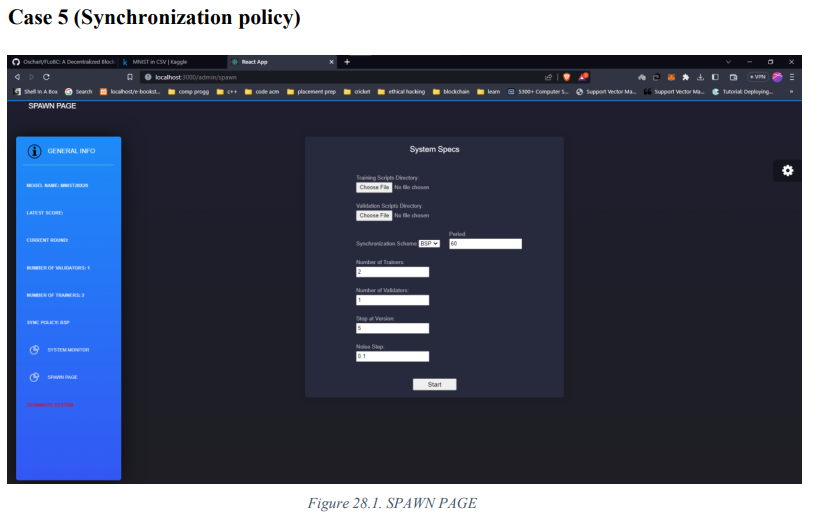 Case 5 (Synchronization policy)
Oschart/FLoBC: A Decentralized Block MNIST in CSV | Kaggle React App
localhost:3000/admin/spawn VPN
Shell in A Box Search localhost/e-bookst... comp progg c++ code acm placement prep cricket ethical hacking blockchain learn 5300+ Computer S... Support Vector Ma... Support Vector Ma... Tutorial: Deploying...
SPAWN PAGE
GENERAL INFO
MODEL NAME: MNIST28X28
LATEST SCORE:
CURRENT ROUND:
NUMBER OF VALIDATORS: 1
NUMBER OF TRAINERS: 2
SYNC POLICY: BSP
SYSTEM MONITOR
SPAWN PAGE
System Specs
Training Scripts Directory:
Choose File No file chosen
Validation Scripts Directory:
Choose File No file chosen
Period:
Synchronization Scheme: BSP 60
Number of Trainers:
2
Number of Validators:
1
Stop at Version:
5
Noise Step:
0.1
Start
Figure 28.1. SPAWN PAGE